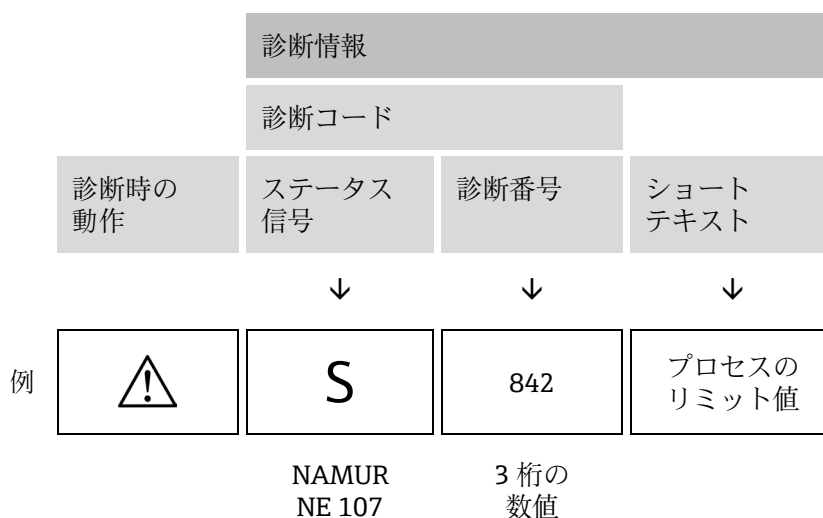 診断情報
診断コード
診断時の
動作
ステータス
信号
診断番号
ショート
テキスト
例
S
842
プロセスの
リミット値
NAMUR
NE 107
3 桁の
数値